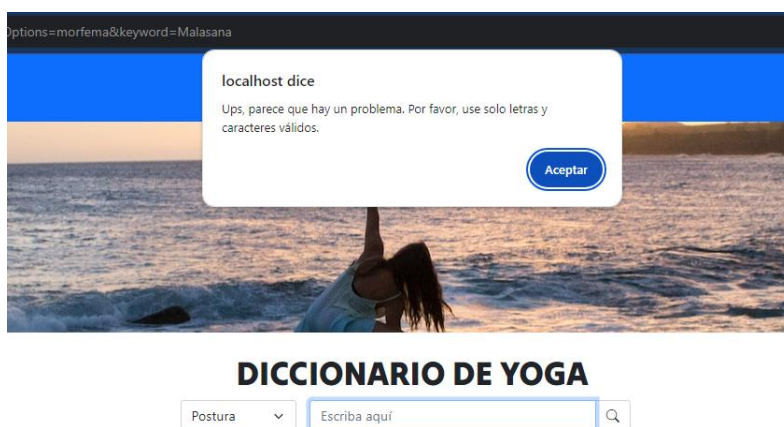 Options=morfema&keyword=Malasana
localhost dice
Ups, parece que hay un problema. Por favor, use solo letras y
caracteres válidos.
Aceptar
DICCIONARIO DE YOGA
Postura
Escriba aquí